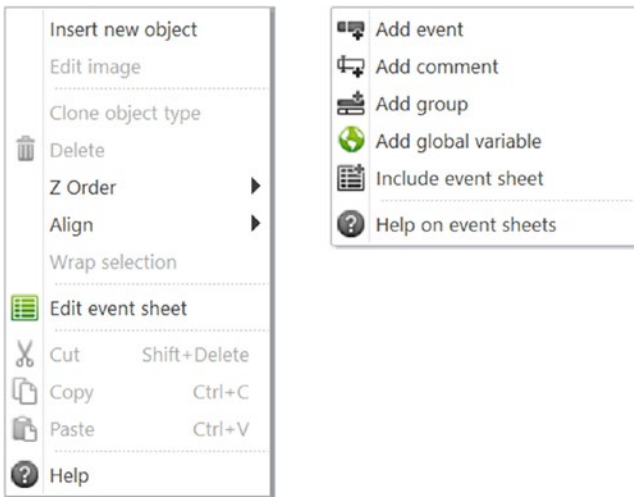 Insert new object
Edit image
Clone object type
Delete
Z Order
Align
Wrap selection
Edit event sheet
Cut Shift+Delete
Copy Ctrl+C
Paste Ctrl+V
Help
Add event
Add comment
Add group
Add global variable
Include event sheet
Help on event sheets